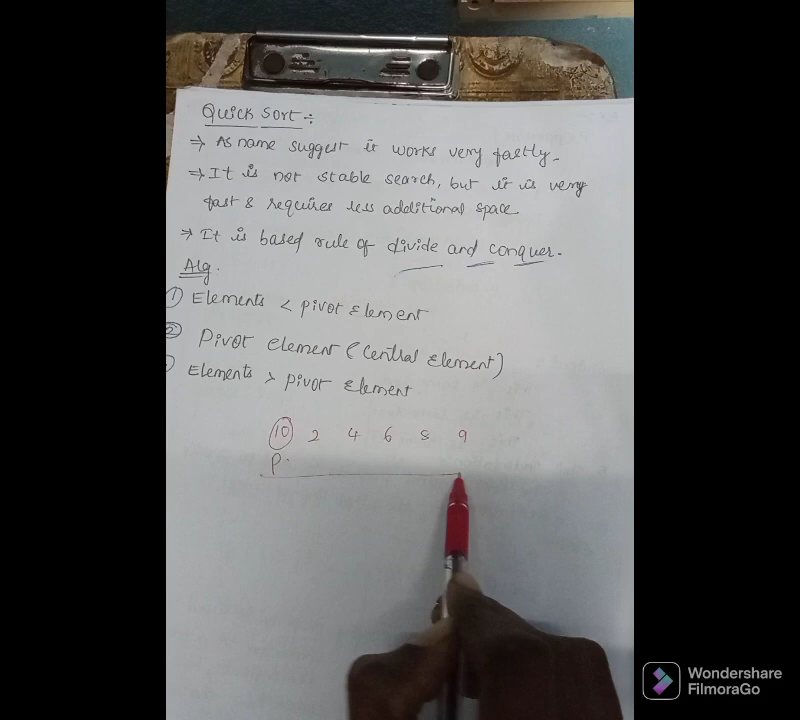 Quick Sort ÷
⇒ As name suggest it works very fastly.
⇒ It is not stable search, but it is very
fast & requires less additional space
⇒ It is based rule of divide and conquer.
Alg.
① Elements < pivot Element
② Pivot element (Central Element)
Elements > pivot Element
10 2 4 6 8 9
P.
Wondershare
FilmoraGo